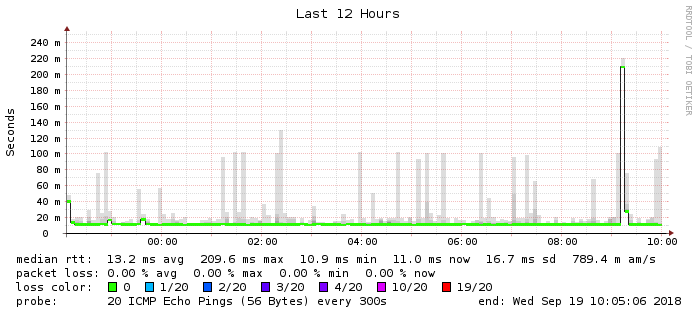 Last 12 Hours
RRDTOOL / TOBI OETIKER
Seconds
240 m
220 m
200 m
180 m
160 m
140 m
120 m
100 m
80 m
60 m
40 m
20 m
0
00:00 02:00 04:00 06:00 08:00 10:00
median rtt: 13.2 ms avg 209.6 ms max 10.9 ms min 11.0 ms now 16.7 ms sd 789.4 m am/s
packet loss: 0.00 % avg 0.00 % max 0.00 % min 0.00 % now
loss color: 0 1/20 2/20 3/20 4/20 10/20 19/20
probe: 20 ICMP Echo Pings (56 Bytes) every 300s end: Wed Sep 19 10:05:06 2018